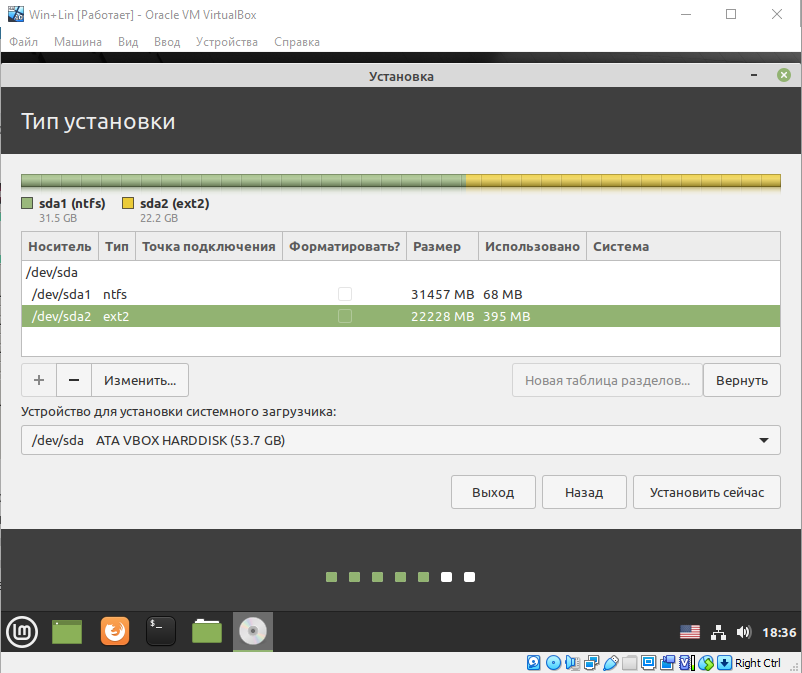 Win+Lin [Работает] - Oracle VM VirtualBox
Файл Машина Вид Ввод Устройства Справка
Установка
Тип установки
sda1 (ntfs) sda2 (ext2)
31.5 GB 22.2 GB
Носитель Тип Точка подключения Форматировать? Размер Использовано Система
/dev/sda
/dev/sda1 ntfs 31457 MB 68 MB
/dev/sda2 ext2 22228 MB 395 MB
+ − Изменить... Новая таблица разделов... Вернуть
Устройство для установки системного загрузчика:
/dev/sda ATA VBOX HARDDISK (53.7 GB)
Выход Назад Установить сейчас
$_ 18:36
Right Ctrl